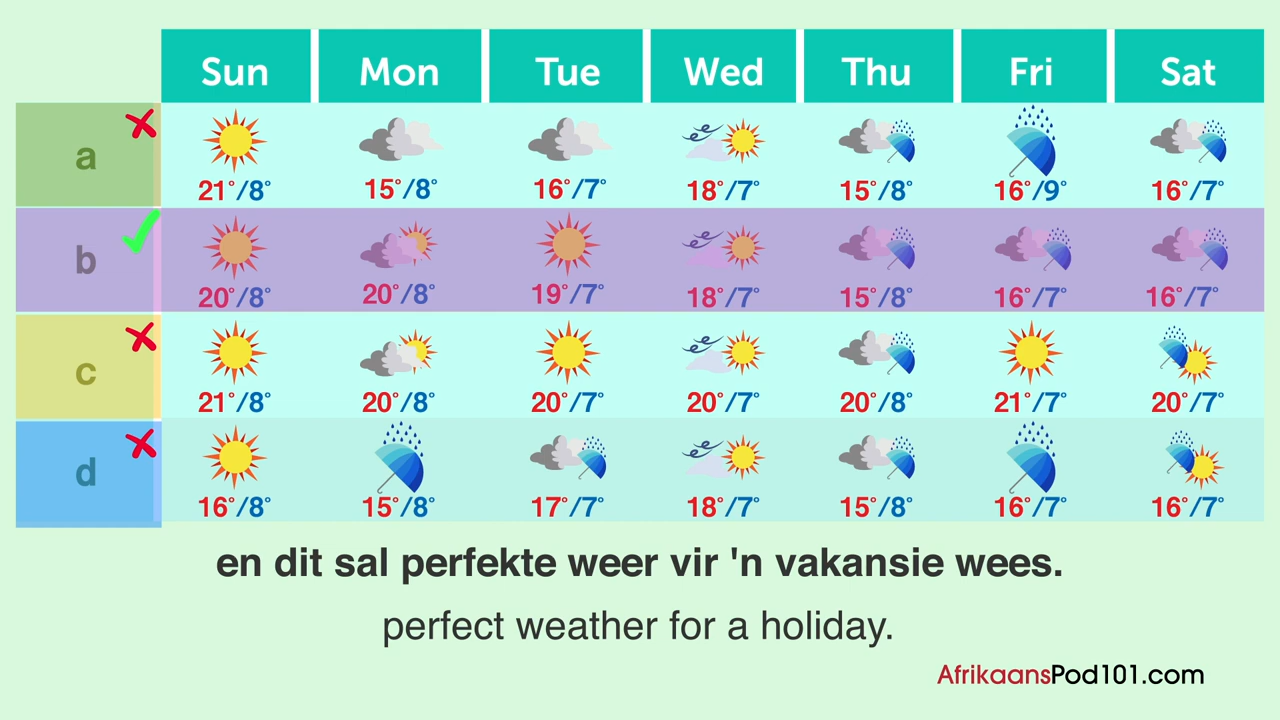 Sun Mon Tue Wed Thu Fri Sat
a 21°/8° 15°/8° 16°/7° 18°/7° 15°/8° 16°/9° 16°/7°
b 20°/8° 20°/8° 19°/7° 18°/7° 15°/8° 16°/7° 16°/7°
c 21°/8° 20°/8° 20°/7° 20°/7° 20°/8° 21°/7° 20°/7°
d 16°/8° 15°/8° 17°/7° 18°/7° 15°/8° 16°/7° 16°/7°
en dit sal perfekte weer vir 'n vakansie wees.
perfect weather for a holiday.
AfrikaansPod101.com